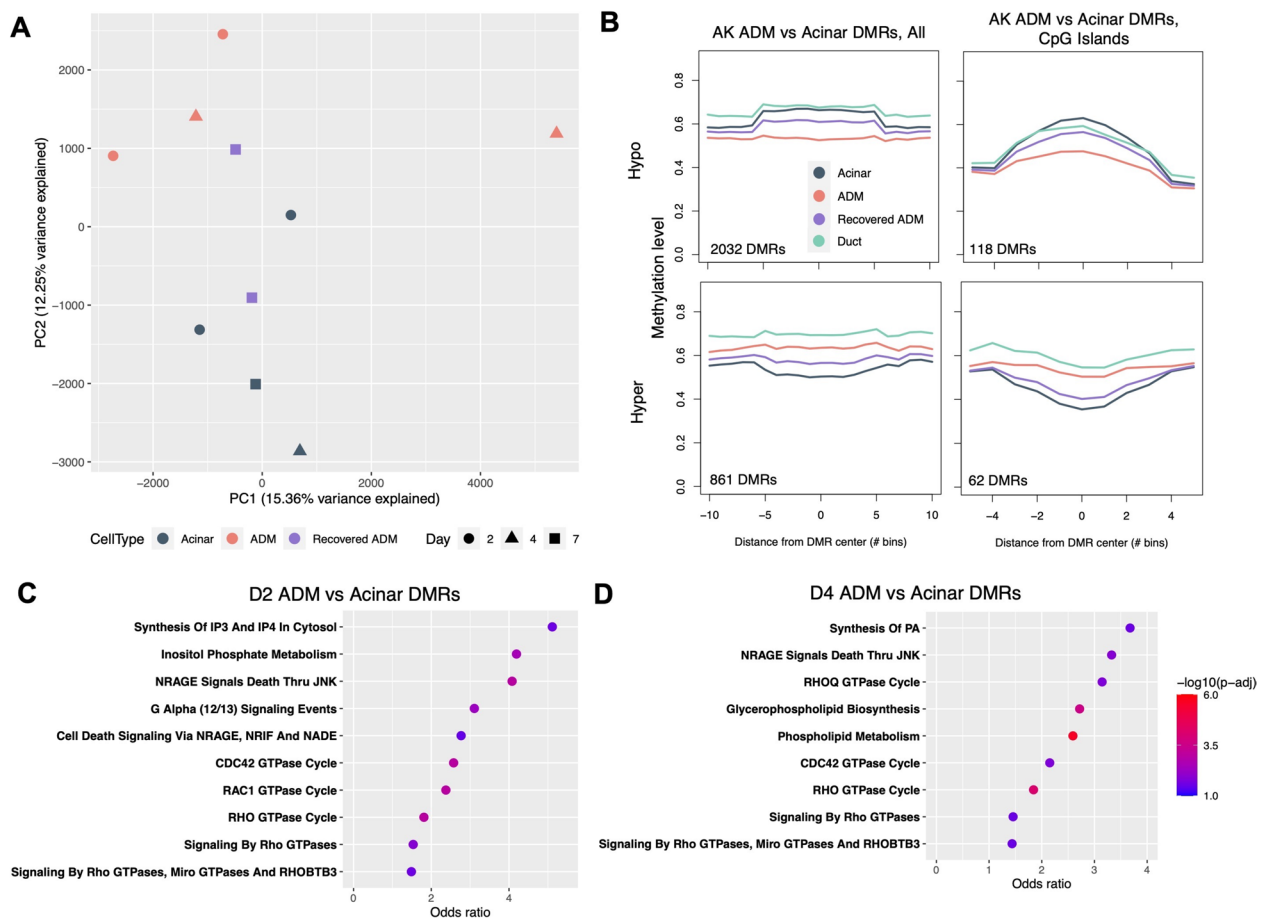 A
2000
1000
0
−1000
−2000
−3000
PC2 (12.25% variance explained)
−2000
0
2000
4000
PC1 (15.36% variance explained)
CellType
Acinar
ADM
Recovered ADM
Day
2
4
7
B
AK ADM vs Acinar DMRs, All
AK ADM vs Acinar DMRs,
CpG Islands
Hypo
Hyper
Methylation level
0.8
0.6
0.4
0.2
0.0
Acinar
ADM
Recovered ADM
Duct
2032 DMRs
118 DMRs
0.8
0.6
0.4
0.2
0.0
861 DMRs
62 DMRs
−10
−5
0
5
10
Distance from DMR center (# bins)
−4
−2
0
2
4
Distance from DMR center (# bins)
C
D2 ADM vs Acinar DMRs
Synthesis Of IP3 And IP4 In Cytosol
Inositol Phosphate Metabolism
NRAGE Signals Death Thru JNK
G Alpha (12/13) Signaling Events
Cell Death Signaling Via NRAGE, NRIF And NADE
CDC42 GTPase Cycle
RAC1 GTPase Cycle
RHO GTPase Cycle
Signaling By Rho GTPases
Signaling By Rho GTPases, Miro GTPases And RHOBTB3
0
2
4
Odds ratio
D
D4 ADM vs Acinar DMRs
Synthesis Of PA
NRAGE Signals Death Thru JNK
RHOQ GTPase Cycle
Glycerophospholipid Biosynthesis
Phospholipid Metabolism
CDC42 GTPase Cycle
RHO GTPase Cycle
Signaling By Rho GTPases
Signaling By Rho GTPases, Miro GTPases And RHOBTB3
0
1
2
3
4
Odds ratio
−log10(p−adj)
6.0
3.5
1.0